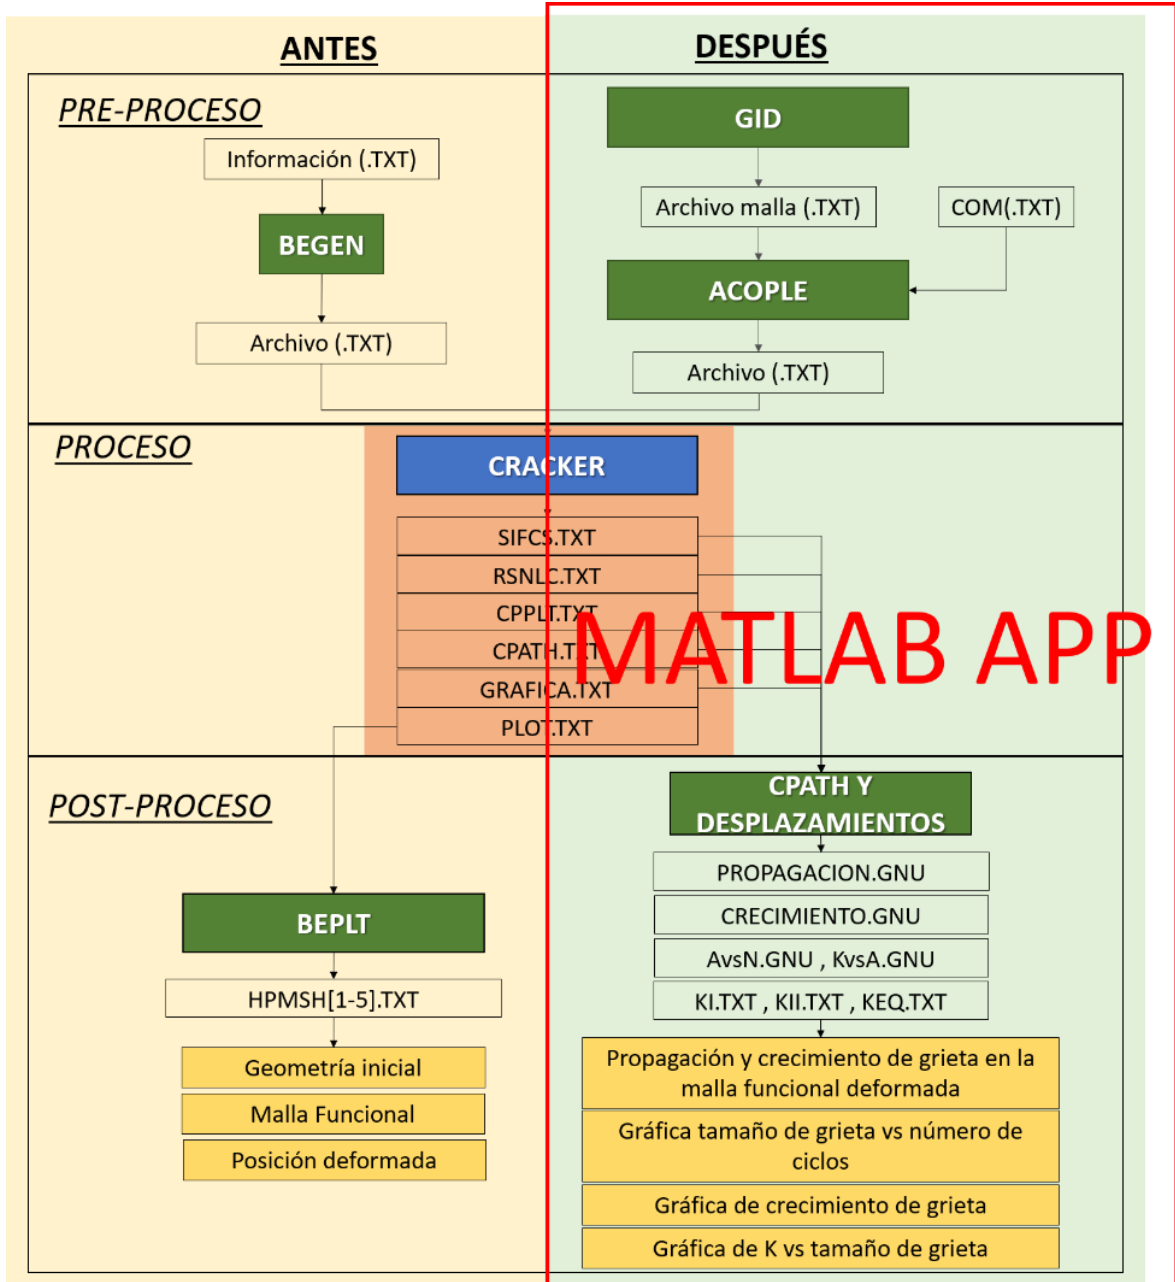 ANTES
DESPUÉS
PRE-PROCESO
Información (.TXT)
BEGEN
Archivo (.TXT)
GID
Archivo malla (.TXT)
COM(.TXT)
ACOPLE
Archivo (.TXT)
PROCESO
CRACKER
SIFCS.TXT
RSNLC.TXT
CPPLT.TXT
CPATH.TXT
GRAFICA.TXT
PLOT.TXT
MATLAB APP
POST-PROCESO
BEPLT
HPMSH[1-5].TXT
Geometría inicial
Malla Funcional
Posición deformada
CPATH Y
DESPLAZAMIENTOS
PROPAGACION.GNU
CRECIMIENTO.GNU
AvsN.GNU , KvsA.GNU
KI.TXT , KII.TXT , KEQ.TXT
Propagación y crecimiento de grieta en la
malla funcional deformada
Gráfica tamaño de grieta vs número de
ciclos
Gráfica de crecimiento de grieta
Gráfica de K vs tamaño de grieta